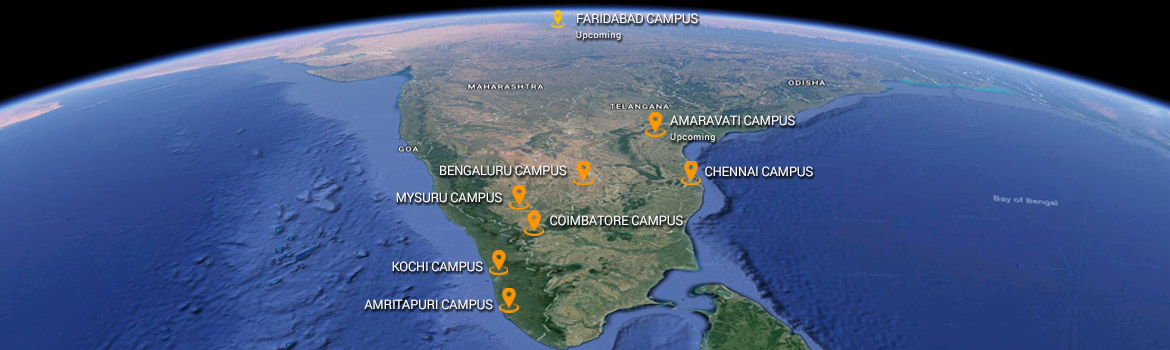 FARIDABAD CAMPUS
Upcoming
MAHARASHTRA
ODISHA
TELANGANA
AMARAVATI CAMPUS
Upcoming
GOA
BENGALURU CAMPUS
CHENNAI CAMPUS
MYSURU CAMPUS
Bay of Bengal
COIMBATORE CAMPUS
KOCHI CAMPUS
AMRITAPURI CAMPUS